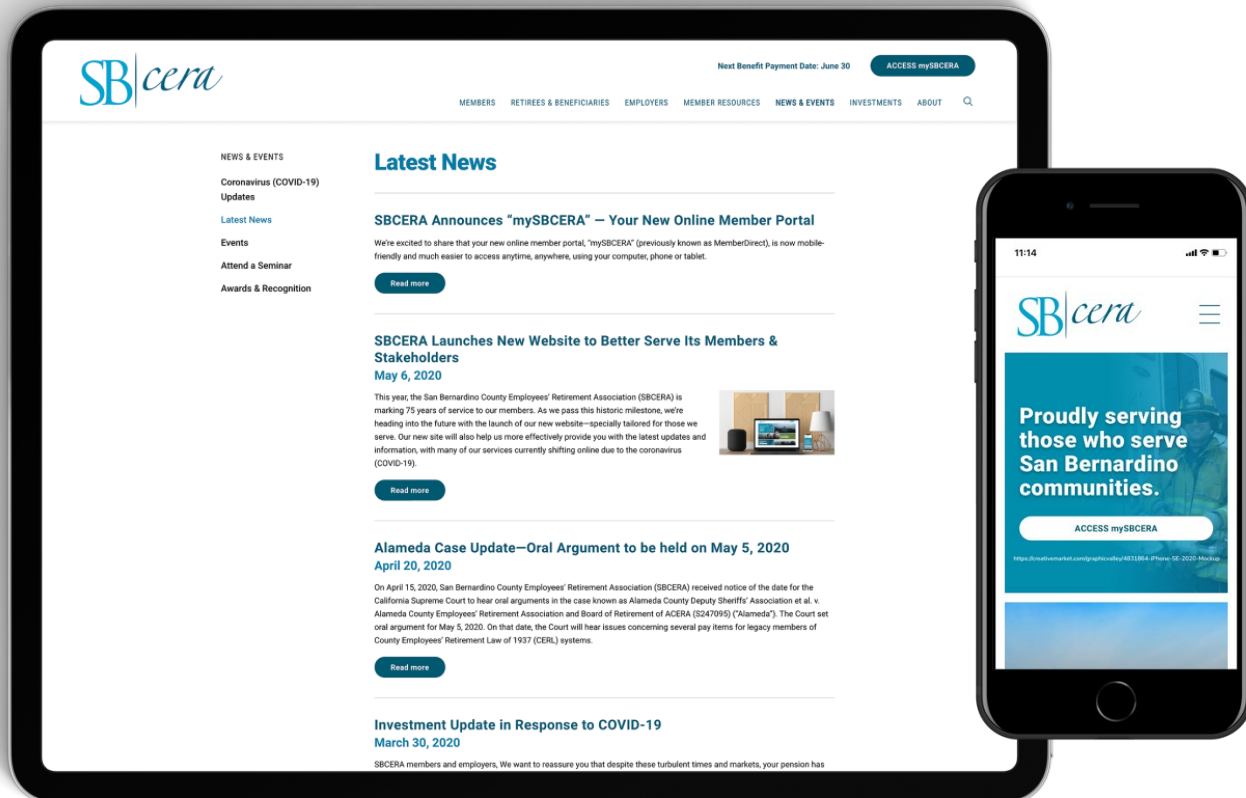 SB cera
Next Benefit Payment Date: June 30
ACCESS mySBCERA
MEMBERS RETIREES & BENEFICIARIES EMPLOYERS MEMBER RESOURCES NEWS & EVENTS INVESTMENTS ABOUT
NEWS & EVENTS
Coronavirus (COVID-19)
Updates
Latest News
Events
Attend a Seminar
Awards & Recognition
Latest News
SBCERA Announces “mySBCERA” — Your New Online Member Portal
We’re excited to share that your new online member portal, “mySBCERA” (previously known as MemberDirect), is now mobile-
friendly and much easier to access anytime, anywhere, using your computer, phone or tablet.
Read more
SBCERA Launches New Website to Better Serve Its Members &
Stakeholders
May 6, 2020
This year, the San Bernardino County Employees’ Retirement Association (SBCERA) is
marking 75 years of service to our members. As we pass this historic milestone, we’re
heading into the future with the launch of our new website—specially tailored for those we
serve. Our new site will also help us more effectively provide you with the latest updates and
information, with many of our services currently shifting online due to the coronavirus
(COVID-19).
Read more
Alameda Case Update—Oral Argument to be held on May 5, 2020
April 20, 2020
On April 15, 2020, San Bernardino County Employees’ Retirement Association (SBCERA) received notice of the date for the
California Supreme Court to hear oral arguments in the case known as Alameda County Deputy Sheriffs’ Association et al. v.
Alameda County Employees’ Retirement Association and Board of Retirement of ACERA (S247095) (“Alameda”). The Court set
oral argument for May 5, 2020. On that date, the Court will hear issues concerning several pay items for legacy members of
County Employees’ Retirement Law of 1937 (CERL) systems.
Read more
Investment Update in Response to COVID-19
March 30, 2020
SBCERA members and employers, We want to reassure you that despite these turbulent times and markets, your pension has
11:14
SB cera
Proudly serving
those who serve
San Bernardino
communities.
ACCESS mySBCERA
https://creativemarket.com/graphicvalley/4631864-iPhone-SE-2020-Mockup